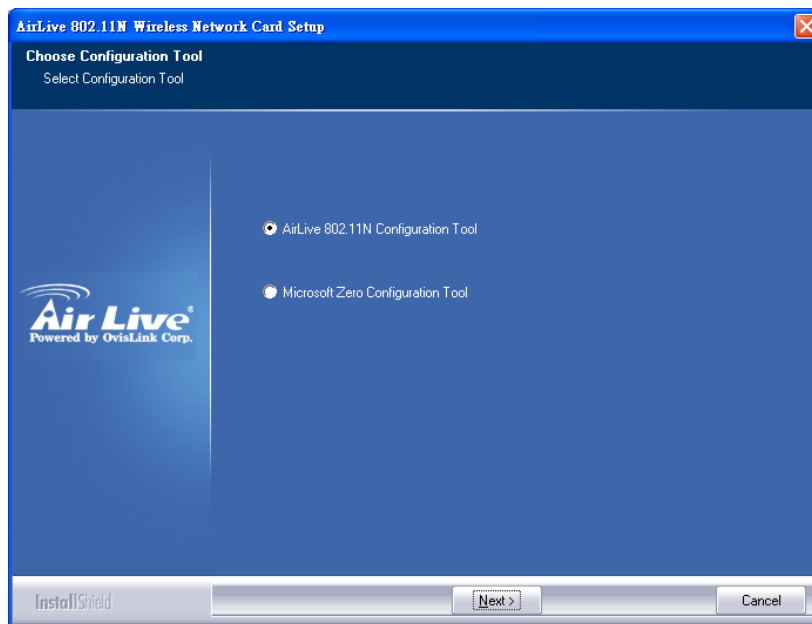 AirLive 802.11N Wireless Network Card Setup
Choose Configuration Tool
Select Configuration Tool
AirLive 802.11N Configuration Tool
Microsoft Zero Configuration Tool
Air Live®
Powered by OvisLink Corp.
InstallShield
Next >
Cancel